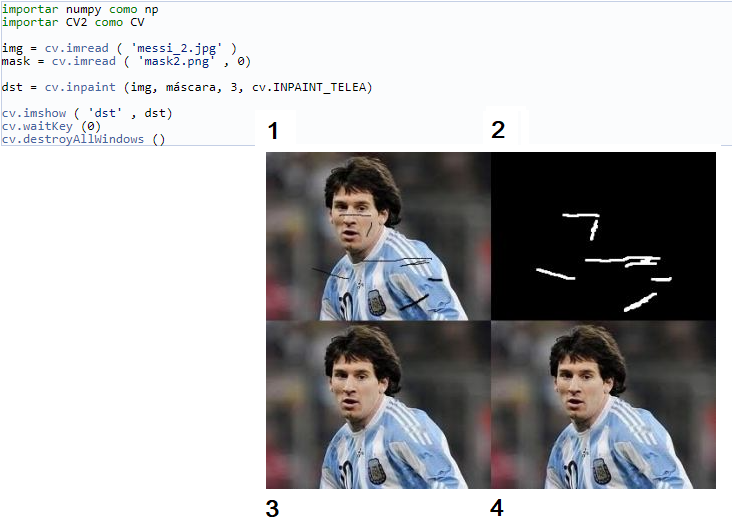 importar numpy como np
importar CV2 como CV
img = cv.imread ( 'messi_2.jpg' )
mask = cv.imread ( 'mask2.png' , 0)
dst = cv.inpaint (img, máscara, 3, cv.INPAINT_TELEA)
cv.imshow ( 'dst' , dst)
cv.waitKey (0)
cv.destroyAllWindows ()
1
2
3
4